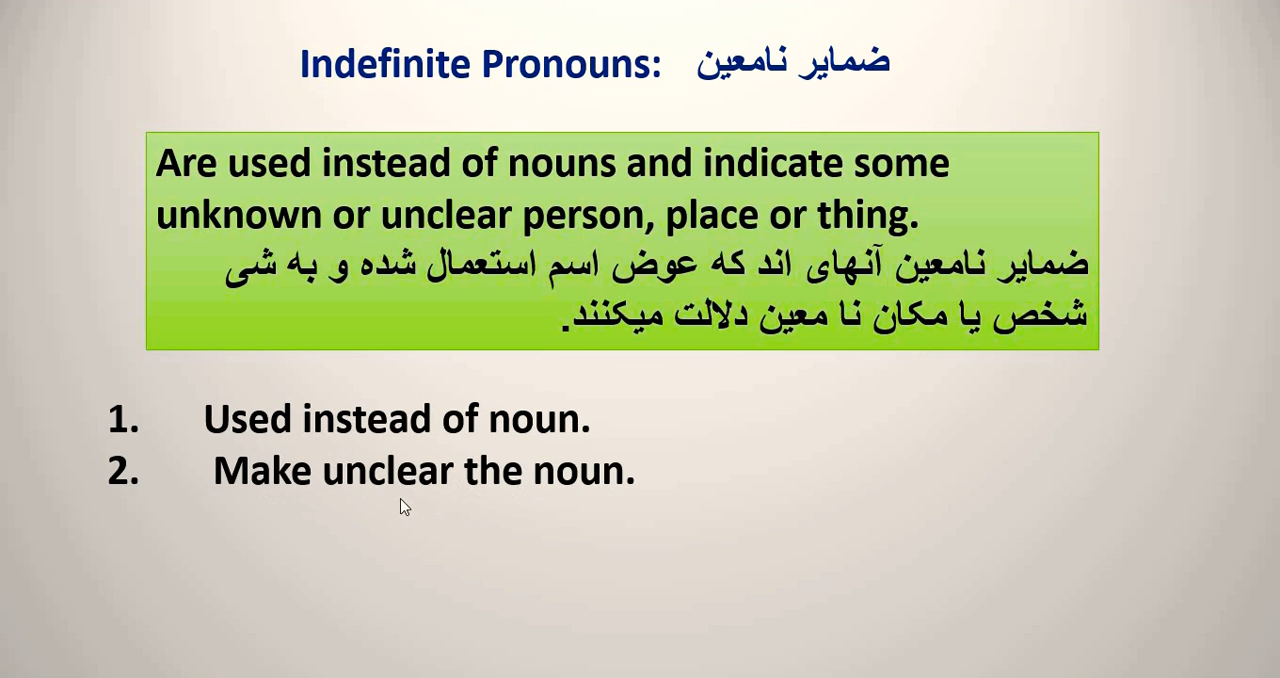 Indefinite Pronouns: ضمایر نامعین
Are used instead of nouns and indicate some
unknown or unclear person, place or thing.
ضمایر نامعین آنهای اند که عوض اسم استعمال شده و به شی
شخص یا مکان نا معین دلالت میکنند.
1. Used instead of noun.
2. Make unclear the noun.